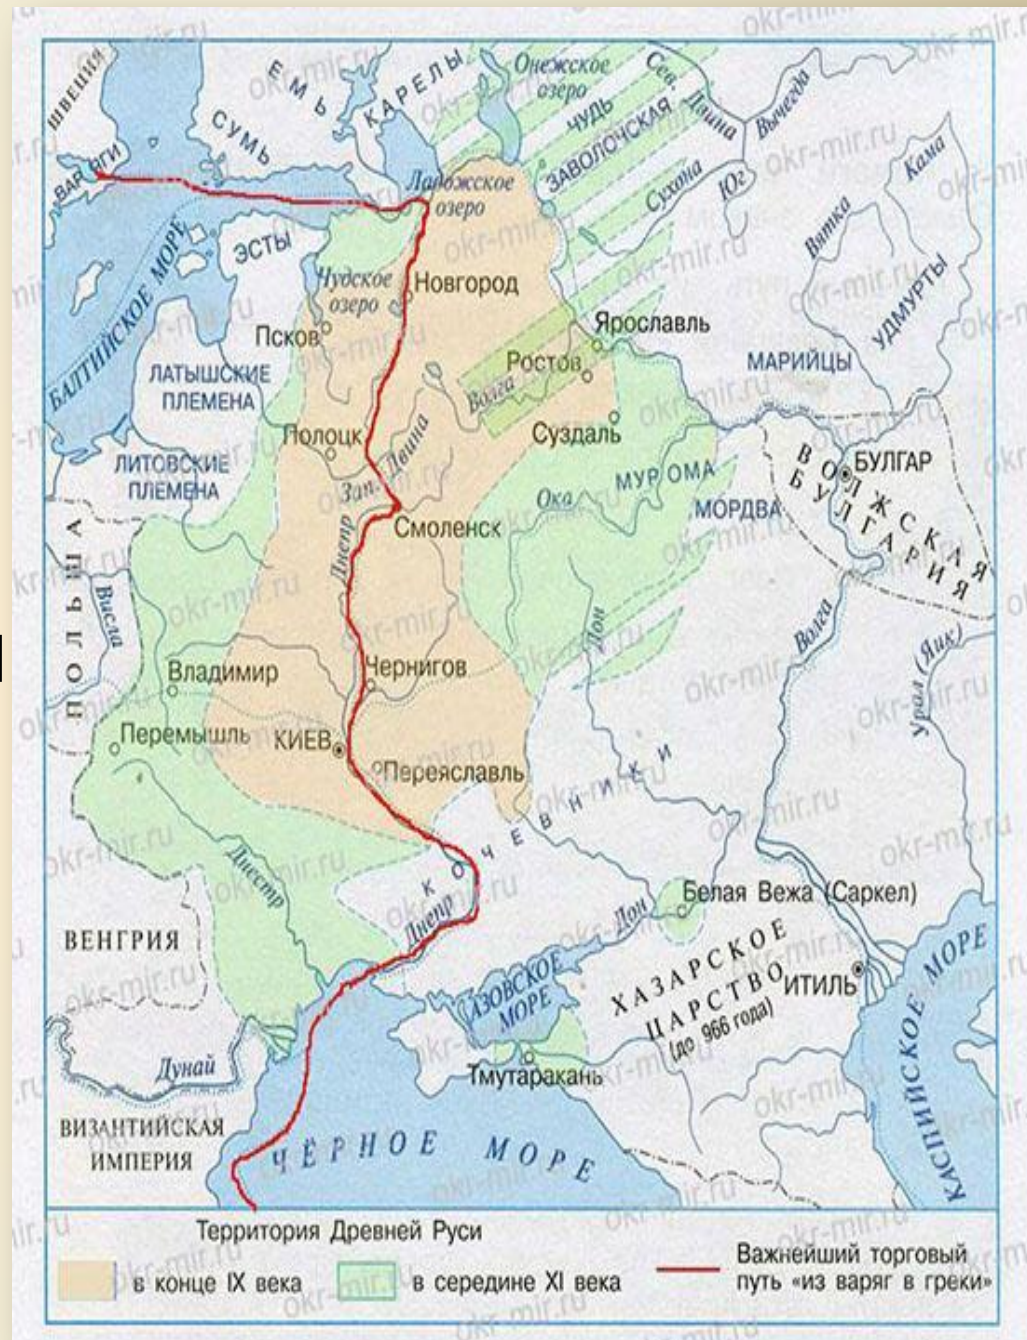 ШВЕЦИЯ
ЕМЬ
КАРЕЛЫ
Онежское
озеро
Сев. Двина
Вычегда
СУМЬ
ЧУДЬ
ЗАВОЛОЧСКАЯ
Кама
ВАРЯГИ
Ладожское
озеро
Сухона
Юг
Вятка
ЭСТЫ
БАЛТИЙСКОЕ МОРЕ
Чудское
озеро
Новгород
УДМУРТЫ
Псков
Ярославль
Ростов
МАРИЙЦЫ
ЛАТЫШСКИЕ
ПЛЕМЕНА
Волга
Полоцк
Зап. Двина
Суздаль
ЛИТОВСКИЕ
ПЛЕМЕНА
МУРОМА
БУЛГАР
ВОЛЖСКАЯ
БУЛГАРИЯ
Ока
МОРДВА
Смоленск
Днепр
ПОЛЬША
Висла
Дон
Волга
Урал (Яик)
Владимир
Чернигов
Перемышль
КИЕВ
Переяславль
КОЧЕВНИКИ
Днестр
Днепр
Дон
Белая Вежа (Саркел)
ВЕНГРИЯ
ХАЗАРСКОЕ
ЦАРСТВО
(до 966 года)
ИТИЛЬ
АЗОВСКОЕ
МОРЕ
КАСПИЙСКОЕ МОРЕ
Дунай
Тмутаракань
ВИЗАНТИЙСКАЯ
ИМПЕРИЯ
ЧЁРНОЕ МОРЕ
Территория Древней Руси
в конце IX века
в середине XI века
Важнейший торговый
путь «из варяг в греки»
okr-mir.ru